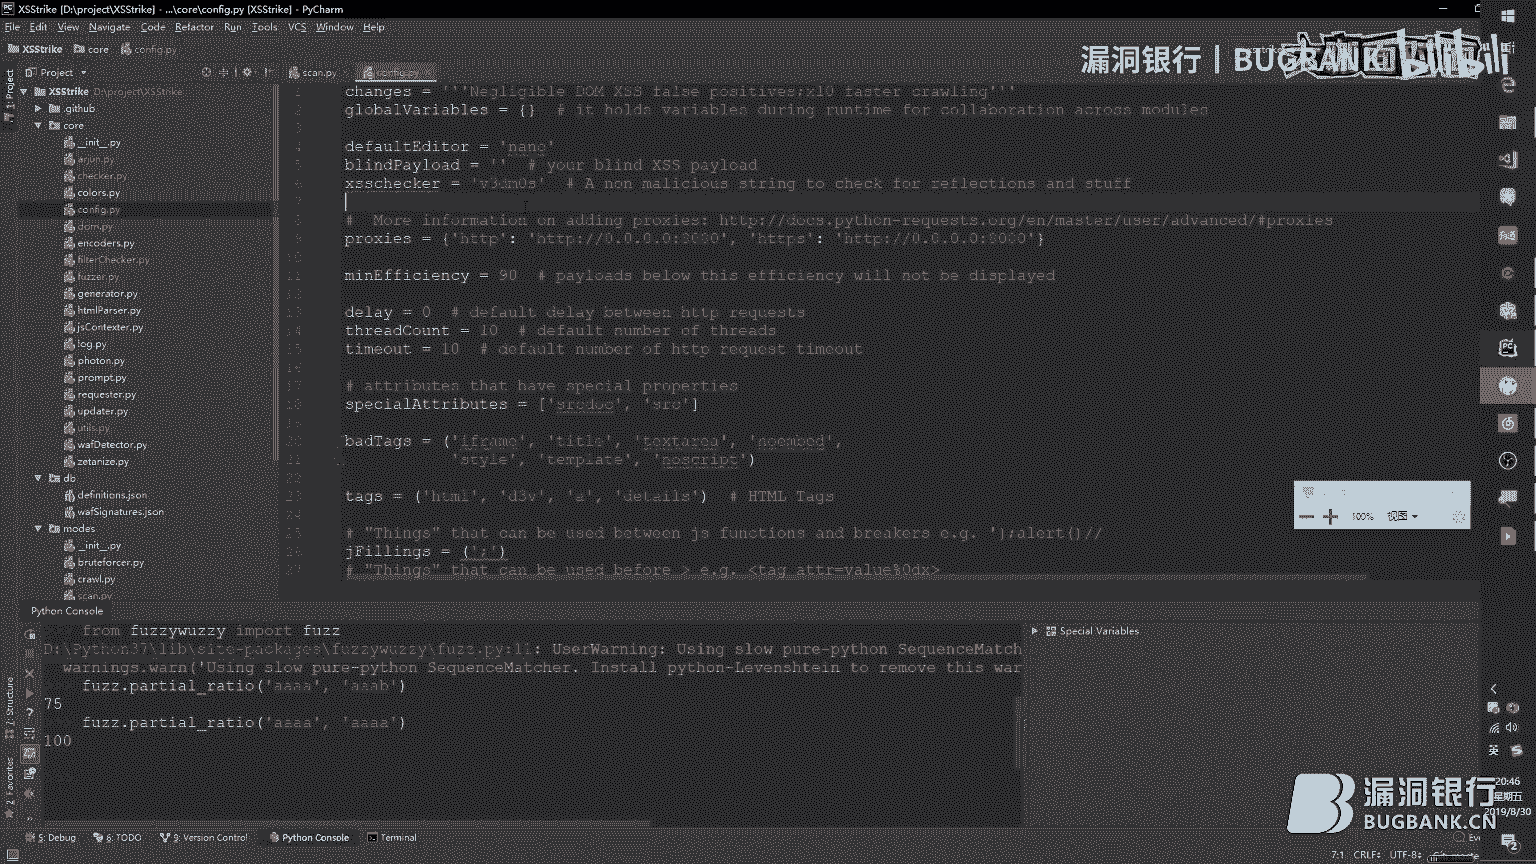 XSStrike [D:\project\XSStrike] - ...\core\config.py [XSStrike] - PyCharm
File Edit View Navigate Code Refactor Run Tools VCS Window Help
XSStrike core config.py
漏洞银行 | BUGBANK
bilibili
Project
scan.py
config.py
1: Project
XSStrike D:\project\XSStrike
.github
core
__init__.py
arjun.py
checker.py
colors.py
config.py
dom.py
encoders.py
filterChecker.py
fuzzer.py
generator.py
htmlParser.py
jsContexter.py
log.py
photon.py
prompt.py
requester.py
updater.py
utils.py
wafDetector.py
zetanize.py
db
definitions.json
wafSignatures.json
modes
__init__.py
bruteforcer.py
crawl.py
scan.py
changes = '''Negligible DOM XSS false positives;x10 faster crawling'''
globalVariables = {}  # it holds variables during runtime for collaboration across modules
defaultEditor = 'nano'
blindPayload = ''  # your blind XSS payload
xsschecker = 'v3dm0s'  # A non malicious string to check for reflections and stuff
#  More information on adding proxies: http://docs.python-requests.org/en/master/user/advanced/#proxies
proxies = {'http': 'http://0.0.0.0:8080', 'https': 'http://0.0.0.0:8080'}
minEfficiency = 90  # payloads below this efficiency will not be displayed
delay = 0  # default delay between http requests
threadCount = 10  # default number of threads
timeout = 10  # default number of http request timeout
# attributes that have special properties
specialAttributes = ['srcdoc', 'src']
badTags = ('iframe', 'title', 'textarea', 'noembed',
'style', 'template', 'noscript')
tags = ('html', 'd3v', 'a', 'details')  # HTML Tags
# "Things" that can be used between js functions and breakers e.g. '};alert()//
jFillings = (';')
# "Things" that can be used before > e.g. <tag attr=value%0dx>
100% 视图
Python Console
from fuzzywuzzy import fuzz
D:\Python37\lib\site-packages\fuzzywuzzy\fuzz.py:11: UserWarning: Using slow pure-python SequenceMatch
warnings.warn('Using slow pure-python SequenceMatcher. Install python-Levenshtein to remove this war
fuzz.partial_ratio('aaaa', 'aaab')
75
fuzz.partial_ratio('aaaa', 'aaaa')
100
Special Variables
7: Structure
2: Favorites
5: Debug 6: TODO 9: Version Control Python Console Terminal
英
20:46
星期五
2019/8/30
漏洞银行
BUGBANK.CN
7:1 CRLF UTF-8